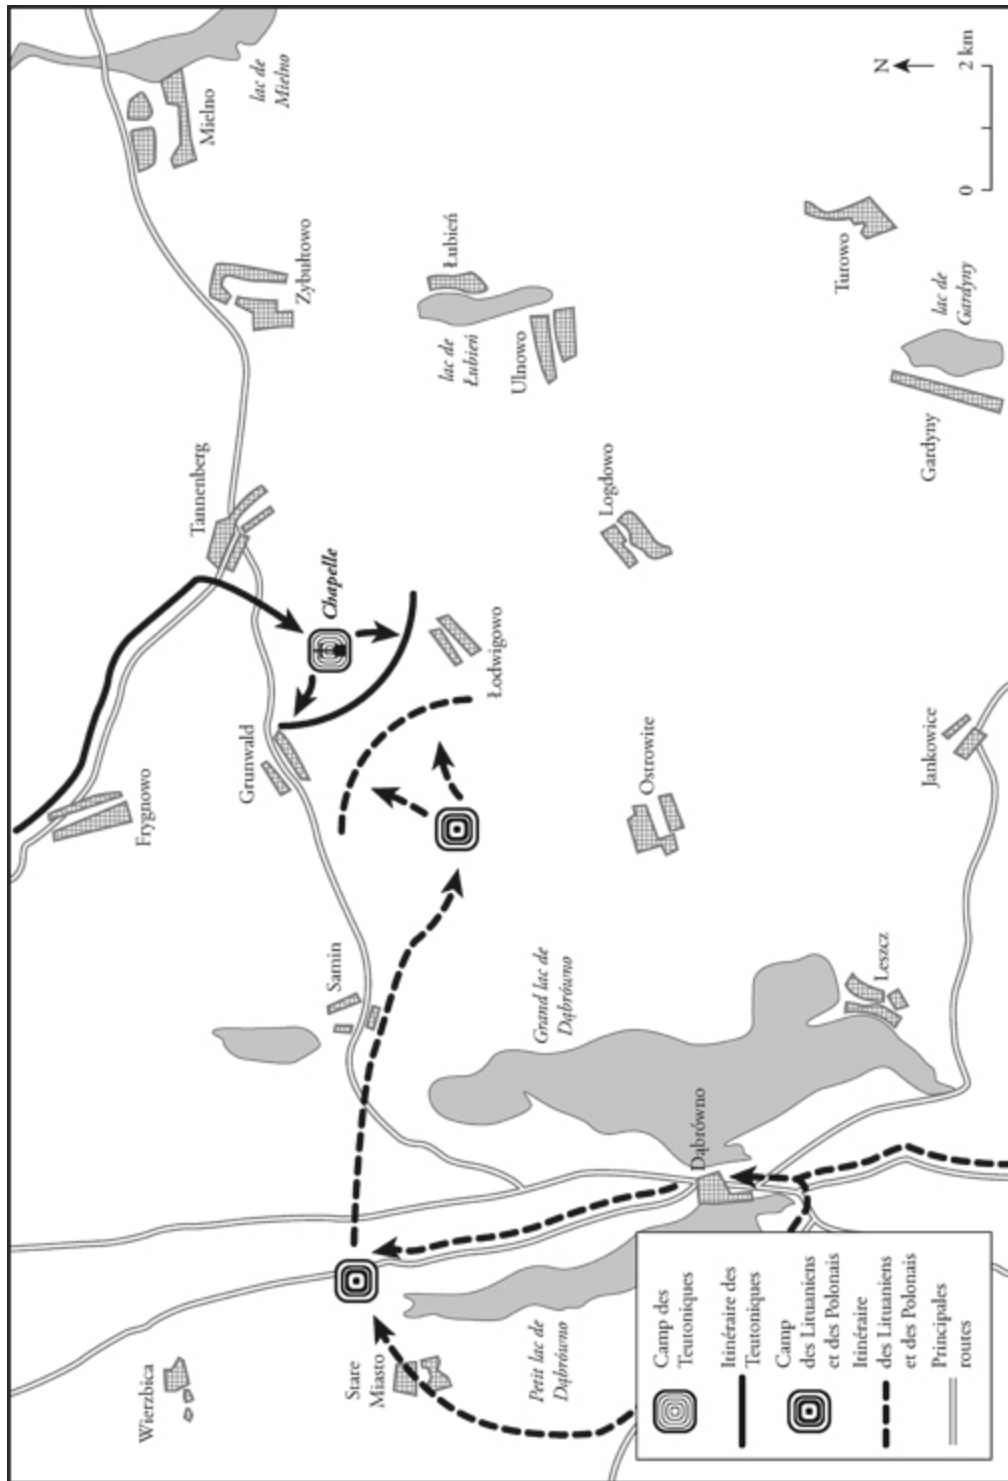 Wierzbica
Frygnowo
Tannenberg
Mielno
Grunwald
lac de
Mielno
Zybułtowo
Samin
Chapelle
Stare
Miasto
lac de
Łubień
Łubień
Łodwigowo
Ulnowo
Petit lac de
Dąbrówno
Grand lac de
Dąbrówno
Logdowo
Ostrowite
Dąbrówno
Camp des
Teutoniques
Itinéraire des
Teutoniques
Camp
des Lituaniens
et des Polonais
Itinéraire
des Lituaniens
et des Polonais
Principales
routes
Turowo
Leszcz
Jankowice
Gardyny
lac de
Gardyny
N
0 2 km